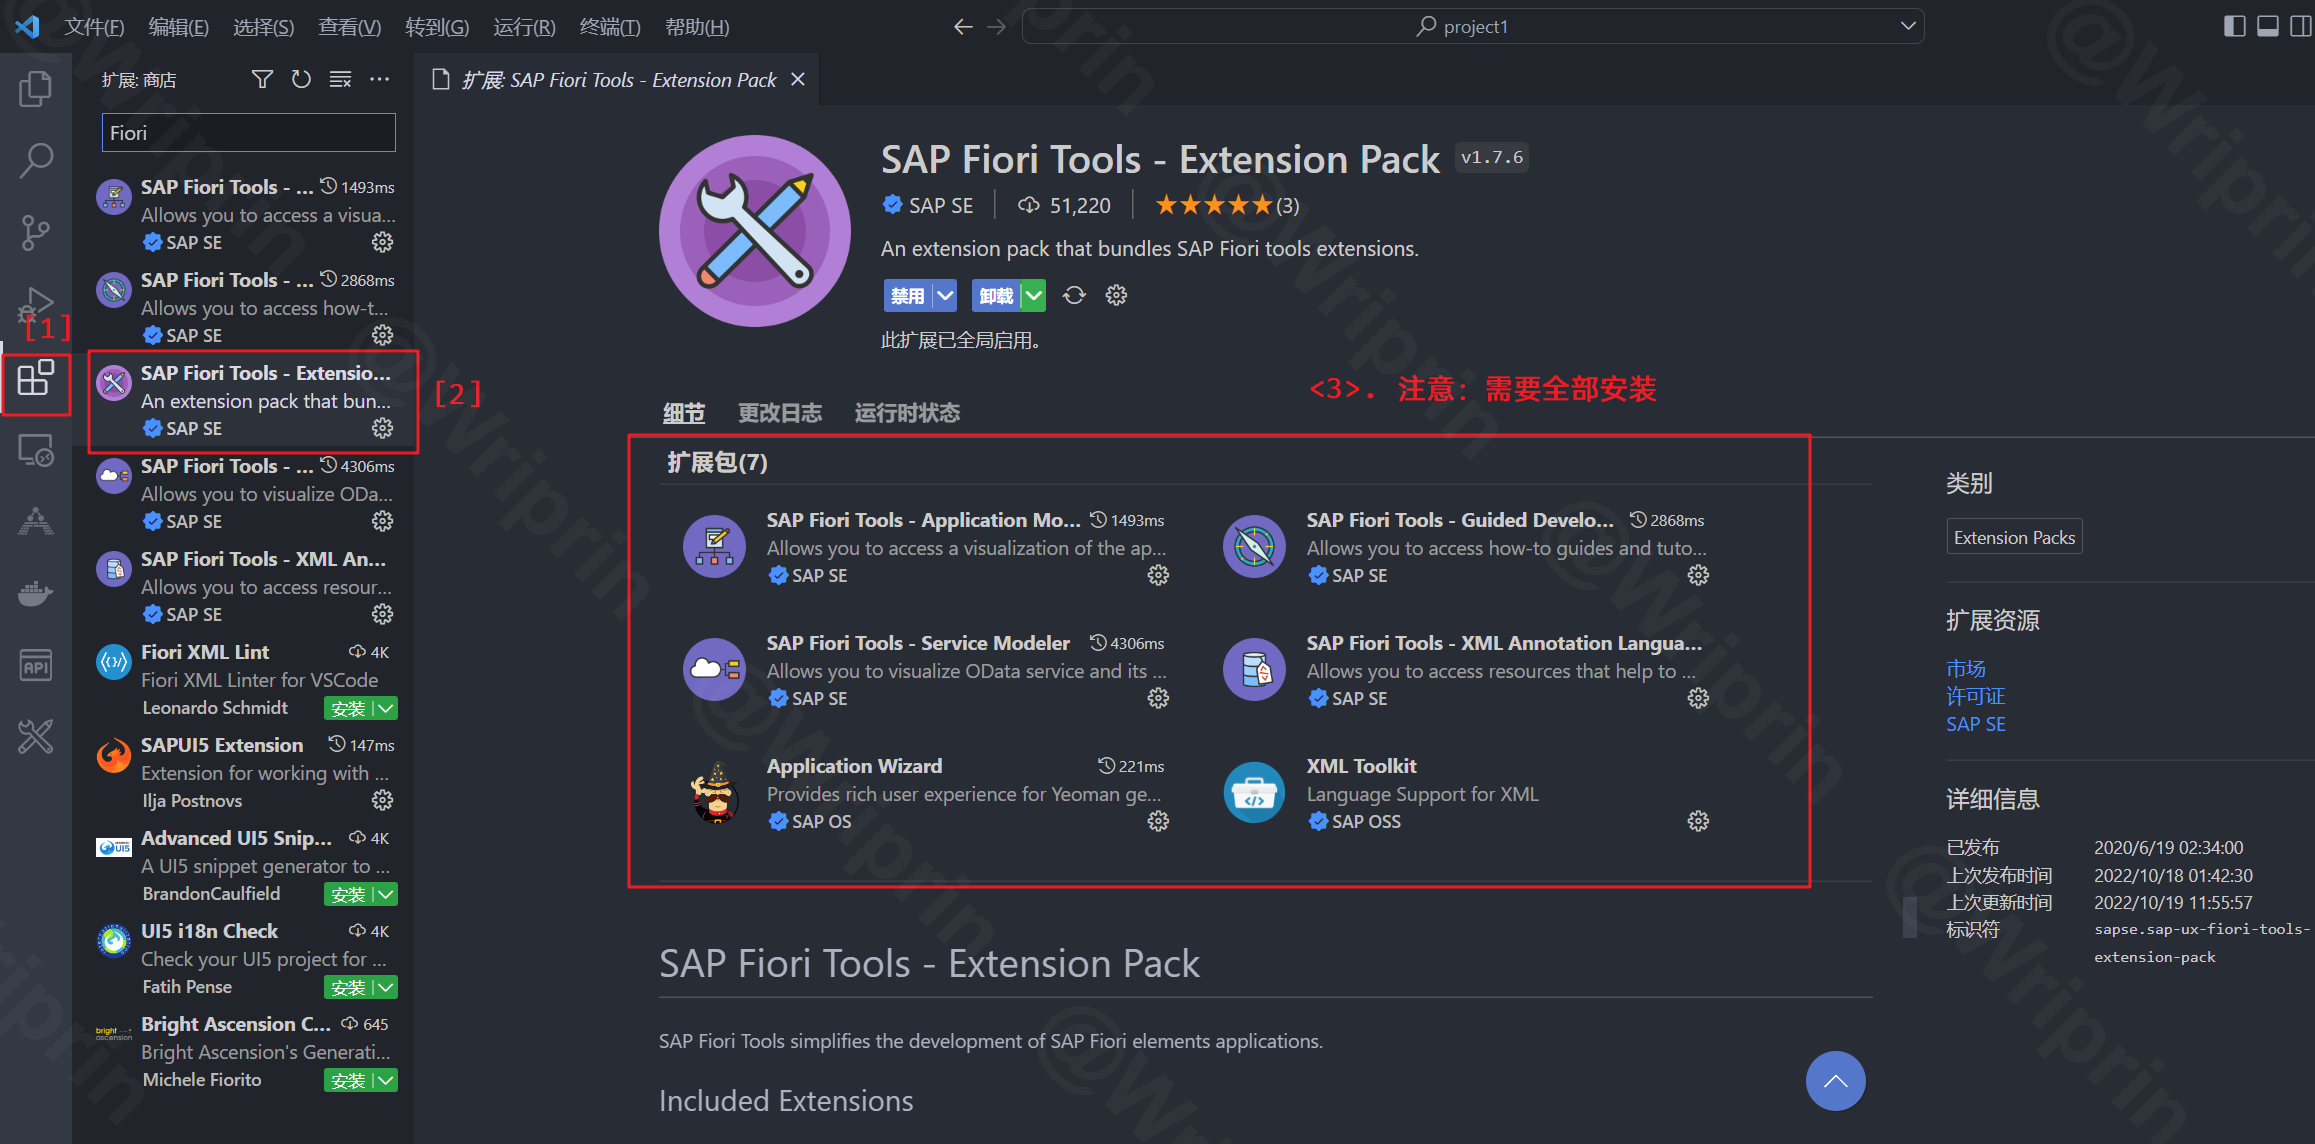 文件(F) 编辑(E) 选择(S) 查看(V) 转到(G) 运行(R) 终端(T) 帮助(H)
project1
扩展: 商店
Fiori
SAP Fiori Tools - ... 1493ms
Allows you to access a visua...
SAP SE
SAP Fiori Tools - ... 2868ms
Allows you to access how-t...
SAP SE
[1]
SAP Fiori Tools - Extensio...
An extension pack that bun...
SAP SE
[2]
SAP Fiori Tools - ... 4306ms
Allows you to visualize ODa...
SAP SE
SAP Fiori Tools - XML An...
Allows you to access resour...
SAP SE
Fiori XML Lint 4K
Fiori XML Linter for VSCode
Leonardo Schmidt 安装
SAPUI5 Extension 147ms
Extension for working with ...
Ilja Postnovs
Advanced UI5 Snip... 4K
A UI5 snippet generator to ...
BrandonCaulfield 安装
UI5 i18n Check 4K
Check your UI5 project for ...
Fatih Pense 安装
Bright Ascension C... 645
Bright Ascension's Generati...
Michele Fiorito 安装
API
UI5
bright
ascension
扩展: SAP Fiori Tools - Extension Pack
SAP Fiori Tools - Extension Pack v1.7.6
SAP SE 51,220 (3)
An extension pack that bundles SAP Fiori tools extensions.
禁用 卸载
此扩展已全局启用。
<3>. 注意: 需要全部安装
细节 更改日志 运行时状态
扩展包(7)
SAP Fiori Tools - Application Mo... 1493ms
Allows you to access a visualization of the ap...
SAP SE
SAP Fiori Tools - Guided Develo... 2868ms
Allows you to access how-to guides and tuto...
SAP SE
SAP Fiori Tools - Service Modeler 4306ms
Allows you to visualize OData service and its ...
SAP SE
SAP Fiori Tools - XML Annotation Langua...
Allows you to access resources that help to ...
SAP SE
Application Wizard 221ms
Provides rich user experience for Yeoman ge...
SAP OS
XML Toolkit
Language Support for XML
SAP OSS
SAP Fiori Tools - Extension Pack
SAP Fiori Tools simplifies the development of SAP Fiori elements applications.
Included Extensions
类别
Extension Packs
扩展资源
市场
许可证
SAP SE
详细信息
已发布 2020/6/19 02:34:00
上次发布时间 2022/10/18 01:42:30
上次更新时间 2022/10/19 11:55:57
标识符 sapse.sap-ux-fiori-tools-
extension-pack
@Wriprin